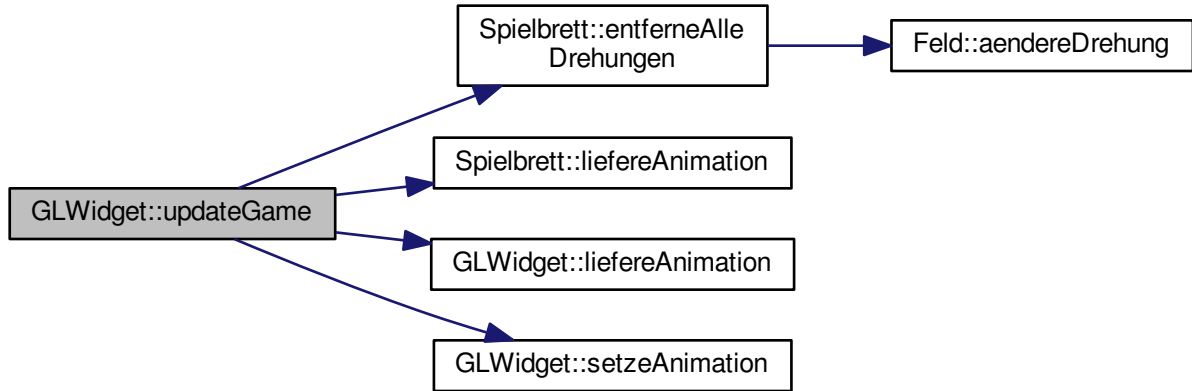 Spielbrett::entferneAlle
Drehungen
Feld::aendereDrehung
Spielbrett::liefereAnimation
GLWidget::updateGame
GLWidget::liefereAnimation
GLWidget::setzeAnimation